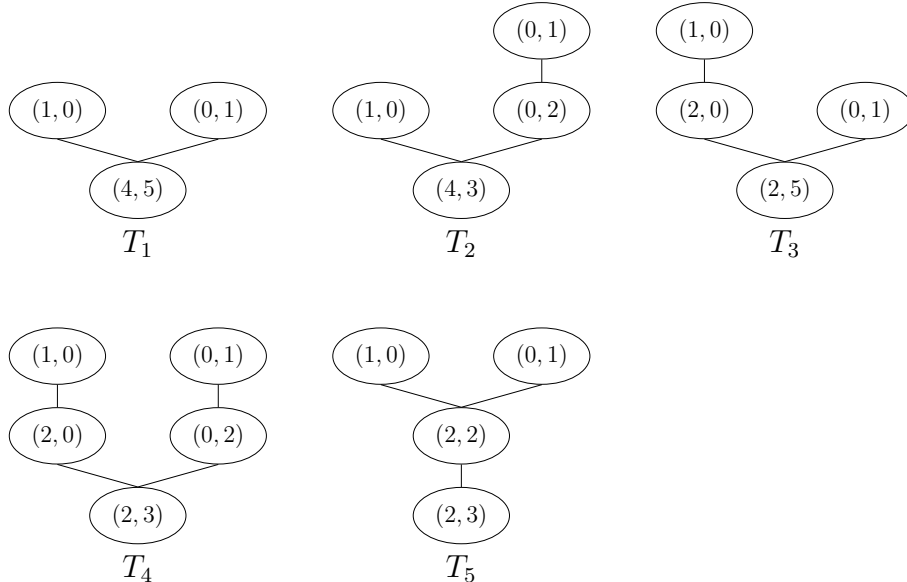 (0, 1) (1, 0)
(1, 0) (0, 1) (1, 0) (0, 2) (2, 0) (0, 1)
(4, 5) (4, 3) (2, 5)
T₁ T₂ T₃
(1, 0) (0, 1) (1, 0) (0, 1)
(2, 0) (0, 2) (2, 2)
(2, 3) (2, 3)
T₄ T₅